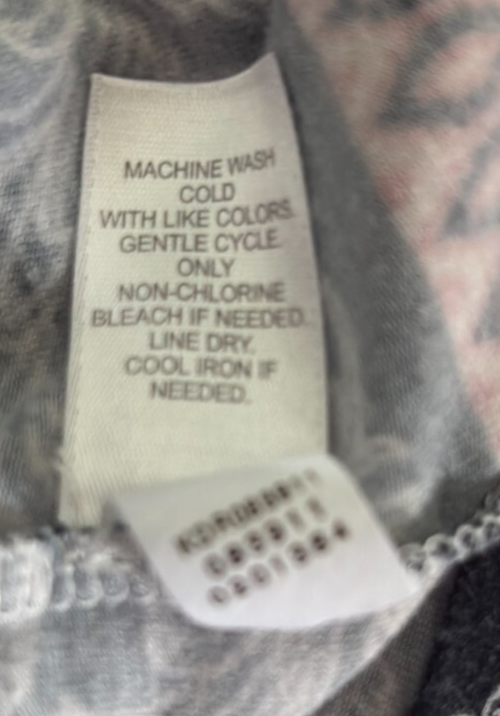 MACHINE WASH
COLD
WITH LIKE COLORS.
GENTLE CYCLE.
ONLY
NON-CHLORINE
BLEACH IF NEEDED.
LINE DRY.
COOL IRON IF
NEEDED.